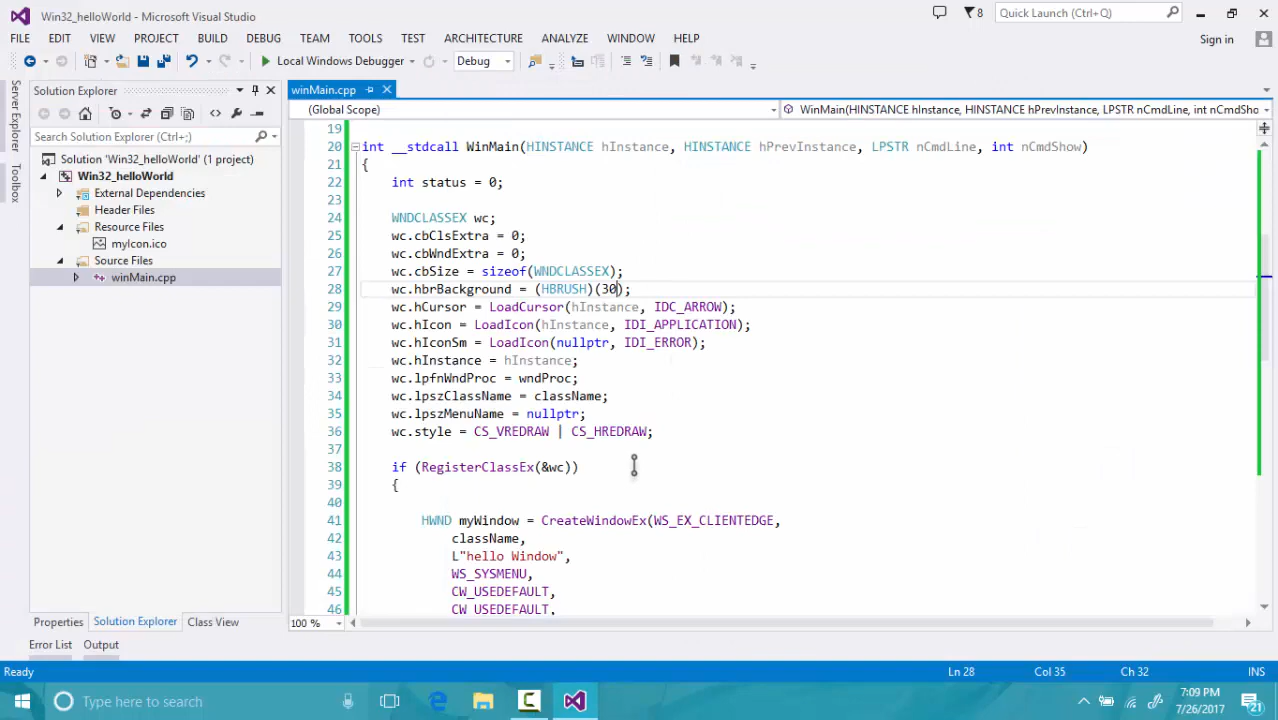 Win32_helloWorld - Microsoft Visual Studio
8
Quick Launch (Ctrl+Q)
FILE EDIT VIEW PROJECT BUILD DEBUG TEAM TOOLS TEST ARCHITECTURE ANALYZE WINDOW HELP
Sign in
Local Windows Debugger
Debug
Server Explorer
Toolbox
Solution Explorer
Search Solution Explorer (Ctrl+;)
Solution 'Win32_helloWorld' (1 project)
Win32_helloWorld
External Dependencies
Header Files
Resource Files
myIcon.ico
Source Files
winMain.cpp
Properties Solution Explorer Class View
winMain.cpp
(Global Scope)
WinMain(HINSTANCE hInstance, HINSTANCE hPrevInstance, LPSTR nCmdLine, int nCmdSho
19
20 int __stdcall WinMain(HINSTANCE hInstance, HINSTANCE hPrevInstance, LPSTR nCmdLine, int nCmdShow)
21 {
22 int status = 0;
23
24 WNDCLASSEX wc;
25 wc.cbClsExtra = 0;
26 wc.cbWndExtra = 0;
27 wc.cbSize = sizeof(WNDCLASSEX);
28 wc.hbrBackground = (HBRUSH)(30);
29 wc.hCursor = LoadCursor(hInstance, IDC_ARROW);
30 wc.hIcon = LoadIcon(hInstance, IDI_APPLICATION);
31 wc.hIconSm = LoadIcon(nullptr, IDI_ERROR);
32 wc.hInstance = hInstance;
33 wc.lpfnWndProc = wndProc;
34 wc.lpszClassName = className;
35 wc.lpszMenuName = nullptr;
36 wc.style = CS_VREDRAW | CS_HREDRAW;
37
38 if (RegisterClassEx(&wc))
39 {
40
41 HWND myWindow = CreateWindowEx(WS_EX_CLIENTEDGE,
42 className,
43 L"hello Window",
44 WS_SYSMENU,
45 CW_USEDEFAULT,
46 CW_USEDEFAULT,
100 %
Error List Output
Ready
Ln 28
Col 35
Ch 32
INS
Type here to search
7:09 PM
7/26/2017
21